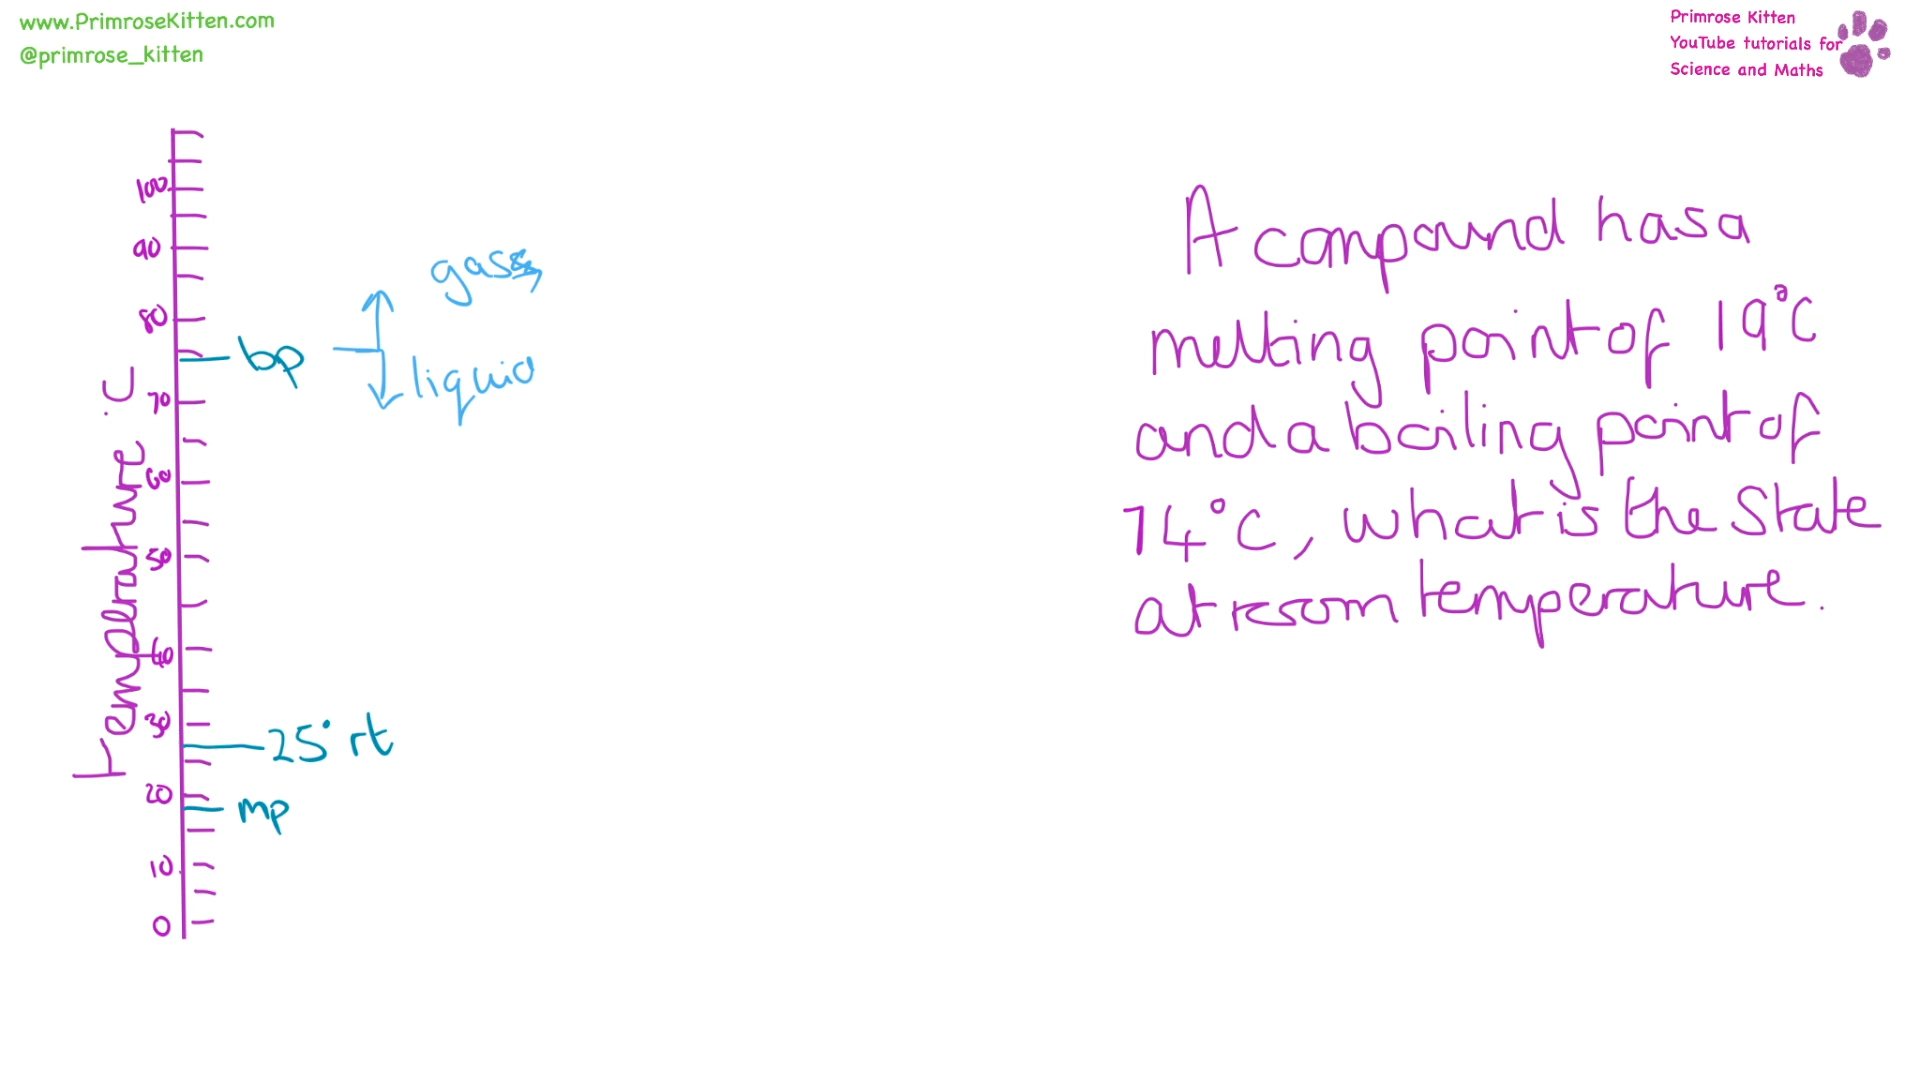 www.PrimroseKitten.com
@primrose_kitten
Primrose Kitten
YouTube tutorials for
Science and Maths
Temperature °C
100
90
80
70
60
50
40
30
20
10
0
bp
gas
liquid
25° rt
mp
A compound has a
melting point of 19°C
and a boiling point of
74°C, what is the state
at room temperature.